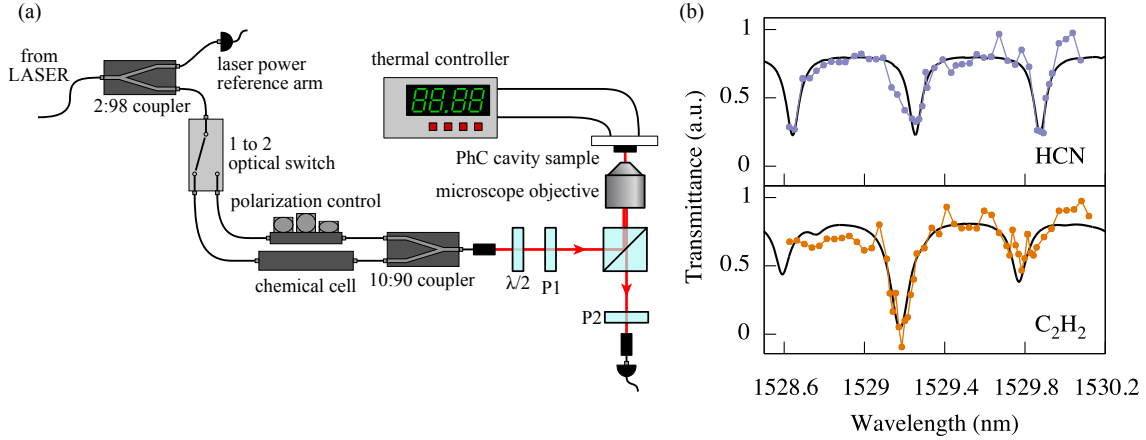 (a)
from
LASER
2:98 coupler
laser power
reference arm
1 to 2
optical switch
polarization control
chemical cell
10:90 coupler
thermal controller
88.88
PhC cavity sample
microscope objective
λ/2
P1
P2
(b)
Transmittance (a.u.)
1
0.5
1
0.5
0
HCN
C₂H₂
1528.6
1529
1529.4
1529.8
1530.2
Wavelength (nm)